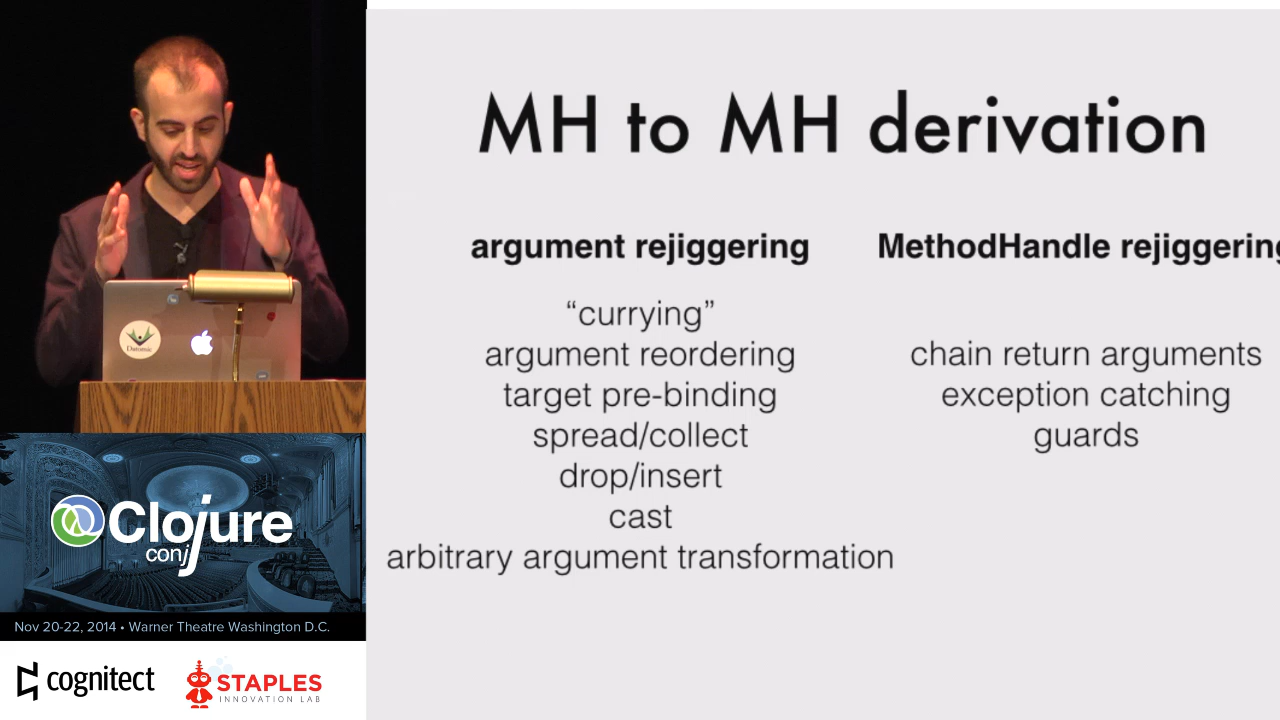 MH to MH derivation
argument rejiggering
“currying”
argument reordering
target pre-binding
spread/collect
drop/insert
cast
arbitrary argument transformation
MethodHandle rejiggering
chain return arguments
exception catching
guards
Datomic
Clojure
conj
Nov 20-22, 2014 • Warner Theatre Washington D.C.
cognitect
STAPLES
INNOVATION LAB